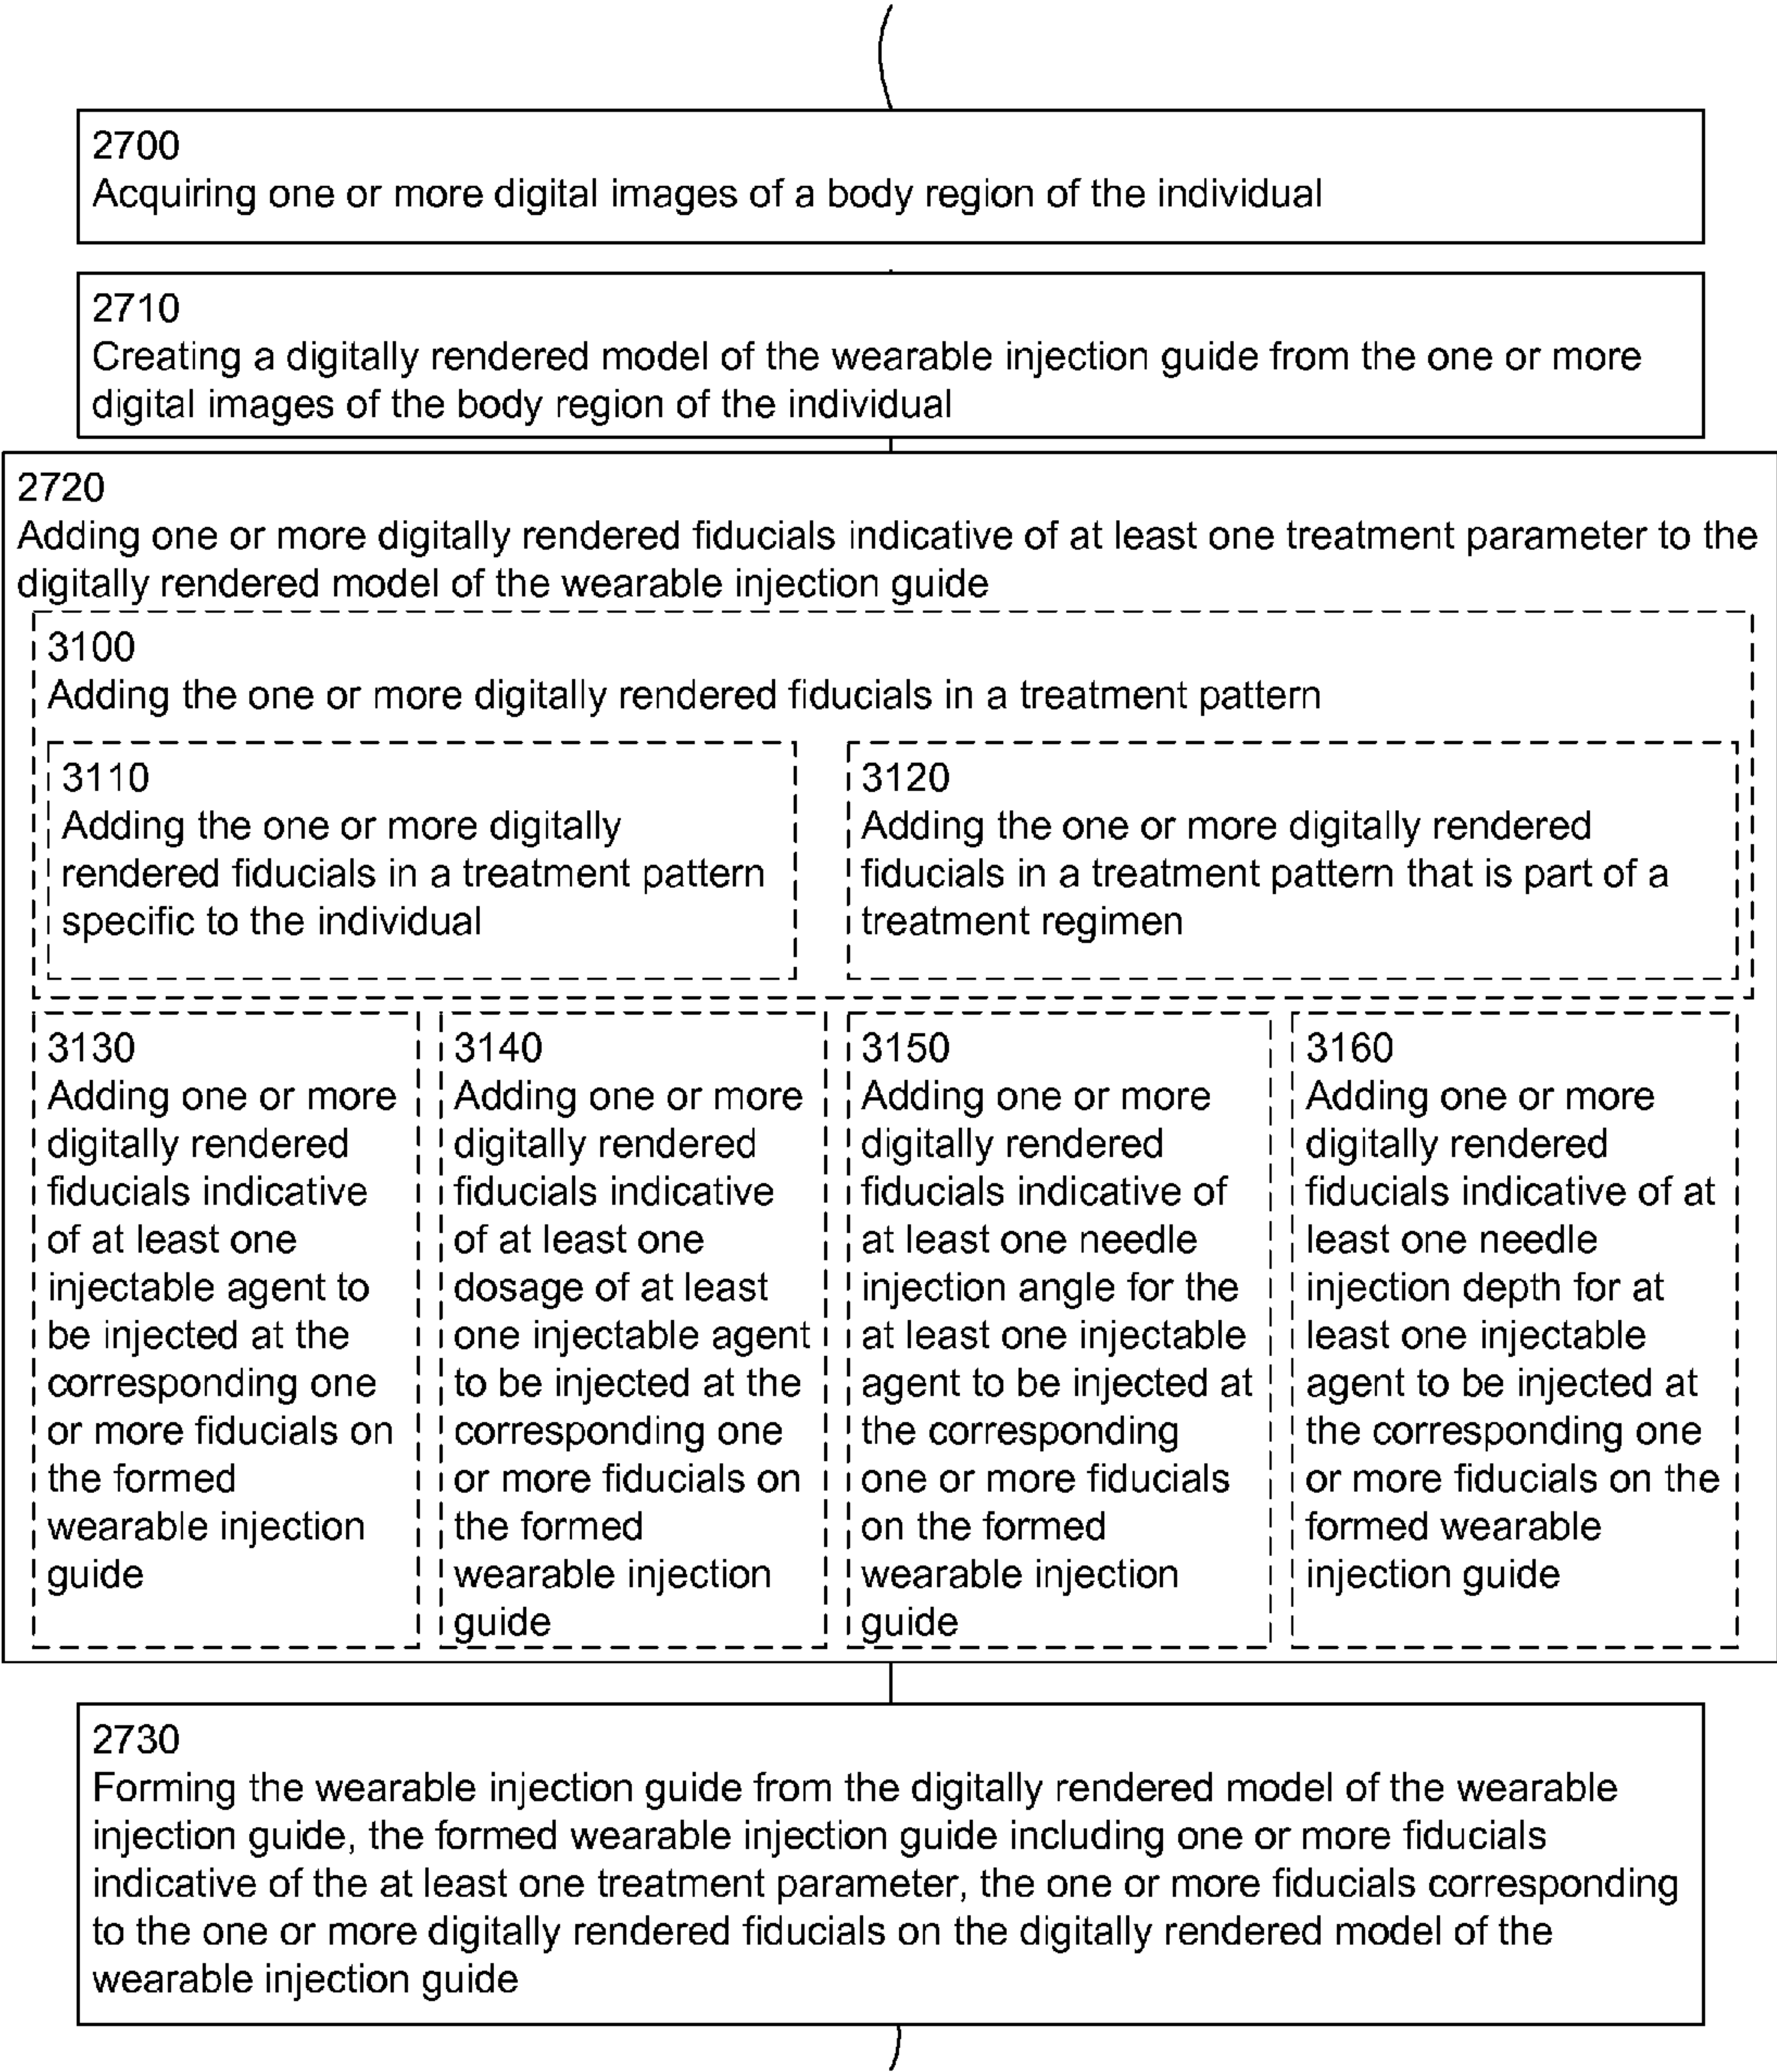 2700
Acquiring one or more digital images of a body region of the individual
2710
Creating a digitally rendered model of the wearable injection guide from the one or more
digital images of the body region of the individual
2720
Adding one or more digitally rendered fiducials indicative of at least one treatment parameter to the
digitally rendered model of the wearable injection guide
3100
Adding the one or more digitally rendered fiducials in a treatment pattern
3110
Adding the one or more digitally
rendered fiducials in a treatment pattern
specific to the individual
3120
Adding the one or more digitally rendered
fiducials in a treatment pattern that is part of a
treatment regimen
3130
Adding one or more
digitally rendered
fiducials indicative
of at least one
injectable agent to
be injected at the
corresponding one
or more fiducials on
the formed
wearable injection
guide
3140
Adding one or more
digitally rendered
fiducials indicative
of at least one
dosage of at least
one injectable agent
to be injected at the
corresponding one
or more fiducials on
the formed
wearable injection
guide
3150
Adding one or more
digitally rendered
fiducials indicative of
at least one needle
injection angle for the
at least one injectable
agent to be injected at
the corresponding
one or more fiducials
on the formed
wearable injection
guide
3160
Adding one or more
digitally rendered
fiducials indicative of at
least one needle
injection depth for at
least one injectable
agent to be injected at
the corresponding one
or more fiducials on the
formed wearable
injection guide
2730
Forming the wearable injection guide from the digitally rendered model of the wearable
injection guide, the formed wearable injection guide including one or more fiducials
indicative of the at least one treatment parameter, the one or more fiducials corresponding
to the one or more digitally rendered fiducials on the digitally rendered model of the
wearable injection guide